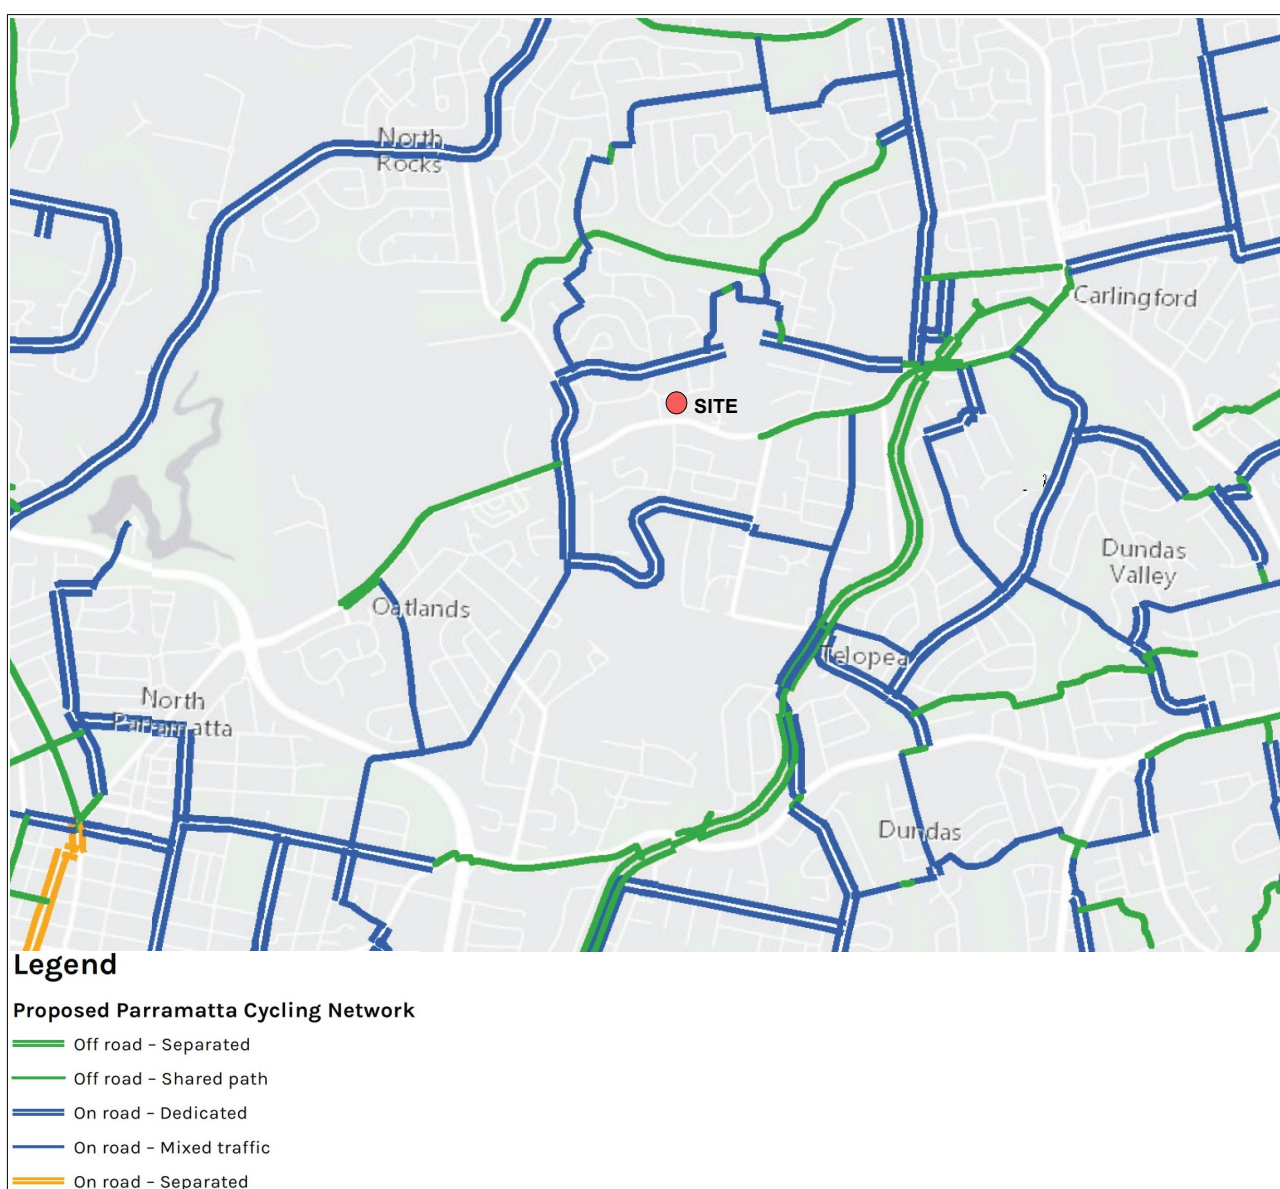 North
Rocks
Carlingford
SITE
Dundas
Valley
Oatlands
Telopea
North
Parramatta
Dundas
Legend
Proposed Parramatta Cycling Network
Off road – Separated
Off road – Shared path
On road – Dedicated
On road – Mixed traffic
On road – Separated